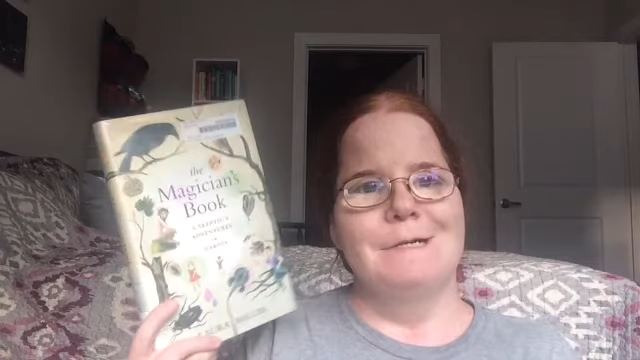 the
Magician's
Book
A SKEPTIC'S
ADVENTURES
IN
NARNIA